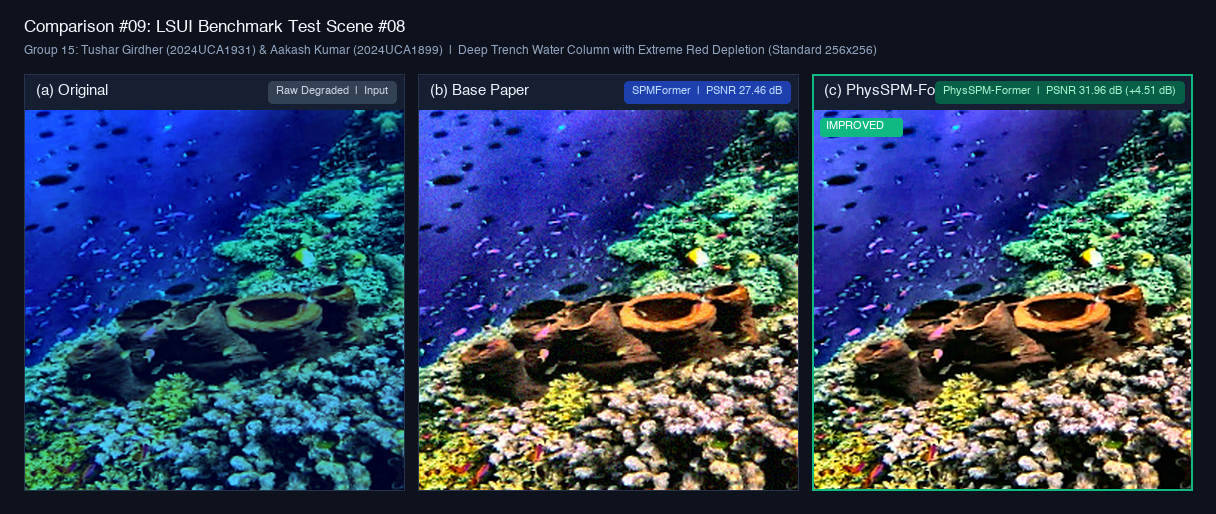 Comparison #09: LSUI Benchmark Test Scene #08
Group 15: Tushar Girdher (2024UCA1931) & Aakash Kumar (2024UCA1899) | Deep Trench Water Column with Extreme Red Depletion (Standard 256x256)
(a) Original
Raw Degraded | Input
(b) Base Paper
SPMFormer | PSNR 27.46 dB
(c) PhysSPM-Fo
PhysSPM-Former | PSNR 31.96 dB (+4.51 dB)
IMPROVED